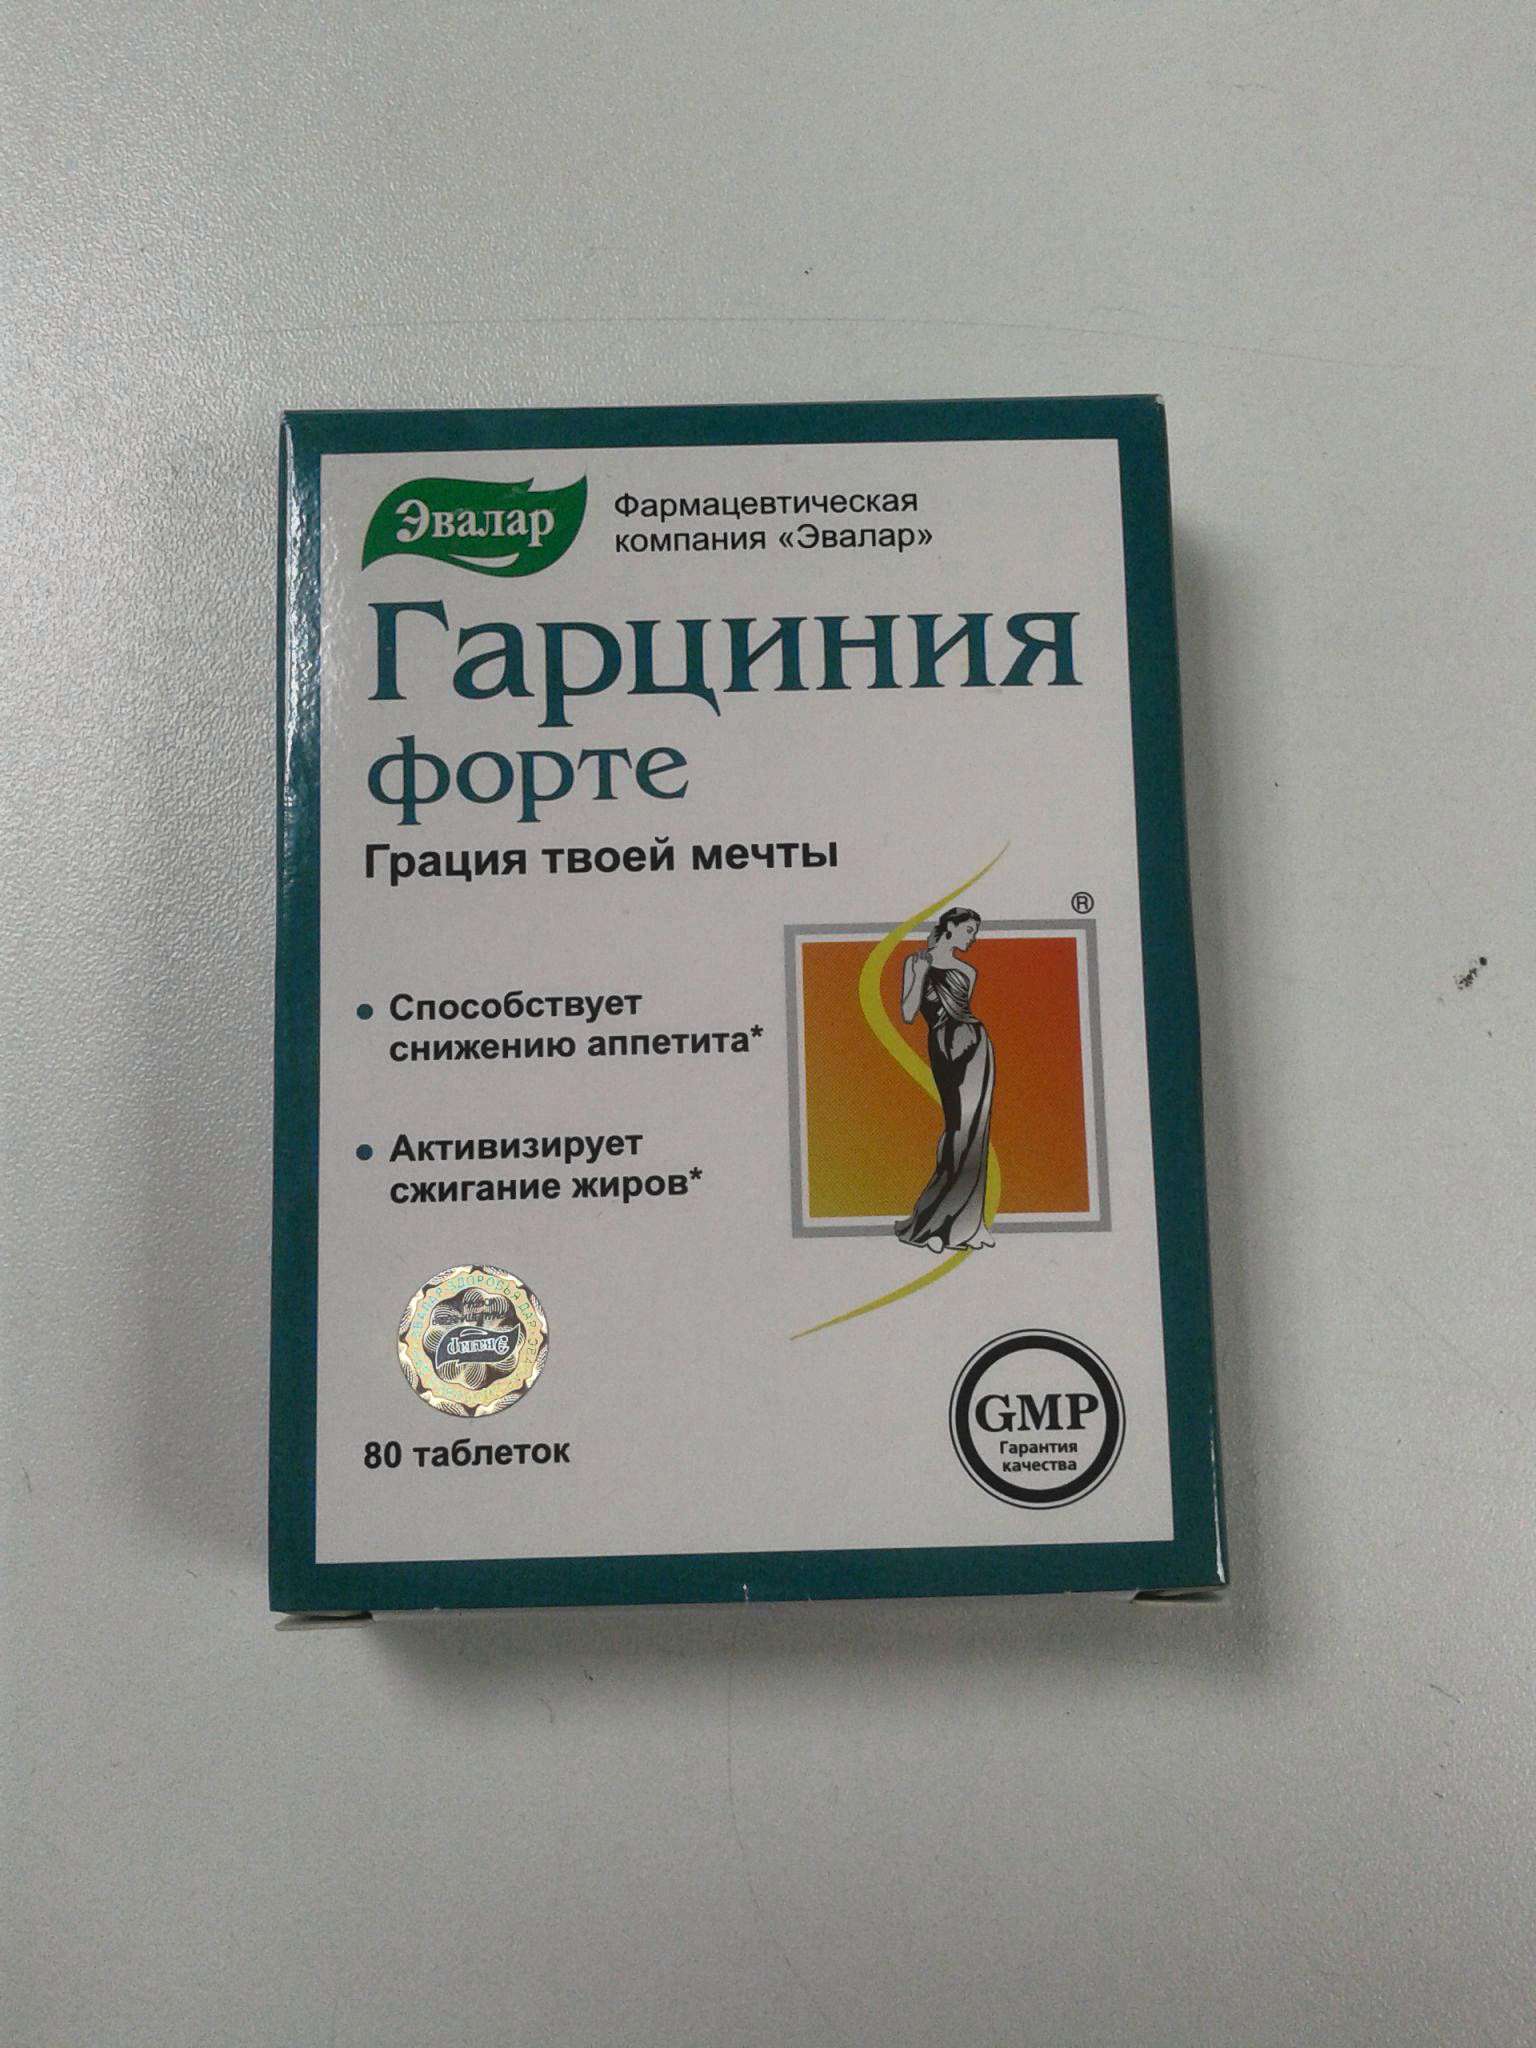 Эвалар
Фармацевтическая
компания «Эвалар»
Гарциния
форте
Грация твоей мечты
®
• Способствует
снижению аппетита*
• Активизирует
сжигание жиров*
Эвалар
80 таблеток
GMP
Гарантия
качества